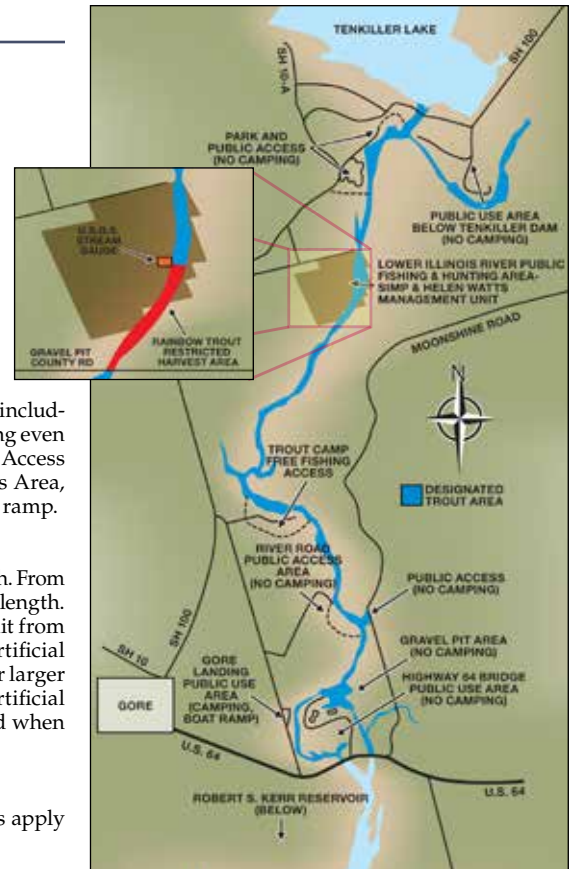 TENKILLER LAKE
SH 100
SH 10-A
PARK AND
PUBLIC ACCESS
(NO CAMPING)
PUBLIC USE AREA
BELOW TENKILLER DAM
(NO CAMPING)
U.S.G.S.
STREAM
GAUGE
LOWER ILLINOIS RIVER PUBLIC
FISHING & HUNTING AREA-
SIMP & HELEN WATTS
MANAGEMENT UNIT
GRAVEL PIT
COUNTY RD
RAINBOW TROUT
RESTRICTED
HARVEST AREA
MOONSHINE ROAD
N
includ-
ng even
Access
s Area,
ramp.
TROUT CAMP
FREE FISHING
ACCESS
DESIGNATED
TROUT AREA
RIVER ROAD
PUBLIC ACCESS
AREA
(NO CAMPING)
PUBLIC ACCESS
(NO CAMPING)
n. From
length.
it from
rtificial
r larger
rtificial
d when
SH 100
SH 10
GRAVEL PIT AREA
(NO CAMPING)
GORE
LANDING
PUBLIC USE
AREA
(CAMPING,
BOAT RAMP)
HIGHWAY 64 BRIDGE
PUBLIC USE AREA
(NO CAMPING)
GORE
U.S. 64
U.S. 64
ROBERT S. KERR RESERVOIR
(BELOW)
s apply